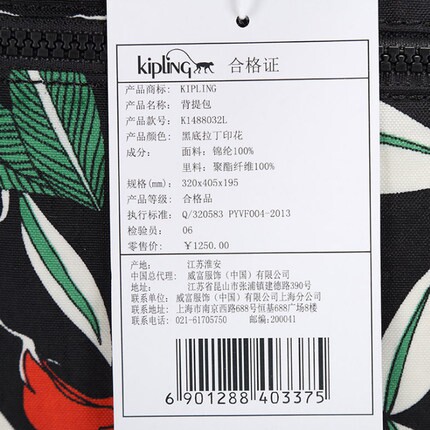 kipling 合格证
产品商标: KIPLING
产品名称: 背提包
产品款号: K1488032L
产品颜色: 黑底拉丁印花
成分: 面料: 锦纶100%
里料: 聚酯纤维100%
规格(mm): 320x405x195
产品等级: 合格品
执行标准: Q/320583 PYVF004-2013
检验员: 06
零售价: ￥1250.00
产地: 江苏淮安
中国总代理: 威富服饰（中国）有限公司
地址: 江苏省昆山市张浦镇建德路390号
联系单位: 威富服饰（中国）有限公司上海分公司
联系地址: 上海市南京西路688号恒基688广场8楼
联系电话: 021-61705750 邮编:200041
6 901288 403375